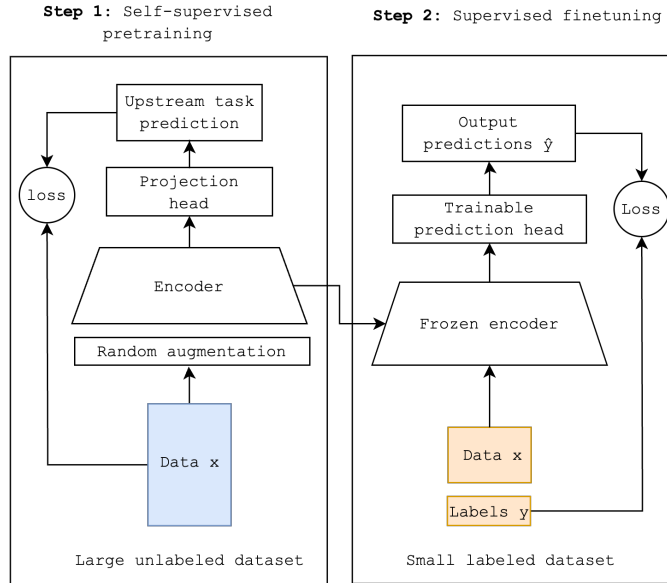 Step 1: Self-supervised
pretraining
Upstream task
prediction
loss
Projection
head
Encoder
Random augmentation
Data x
Large unlabeled dataset
Step 2: Supervised finetuning
Output
predictions ŷ
Loss
Trainable
prediction head
Frozen encoder
Data x
Labels y
Small labeled dataset